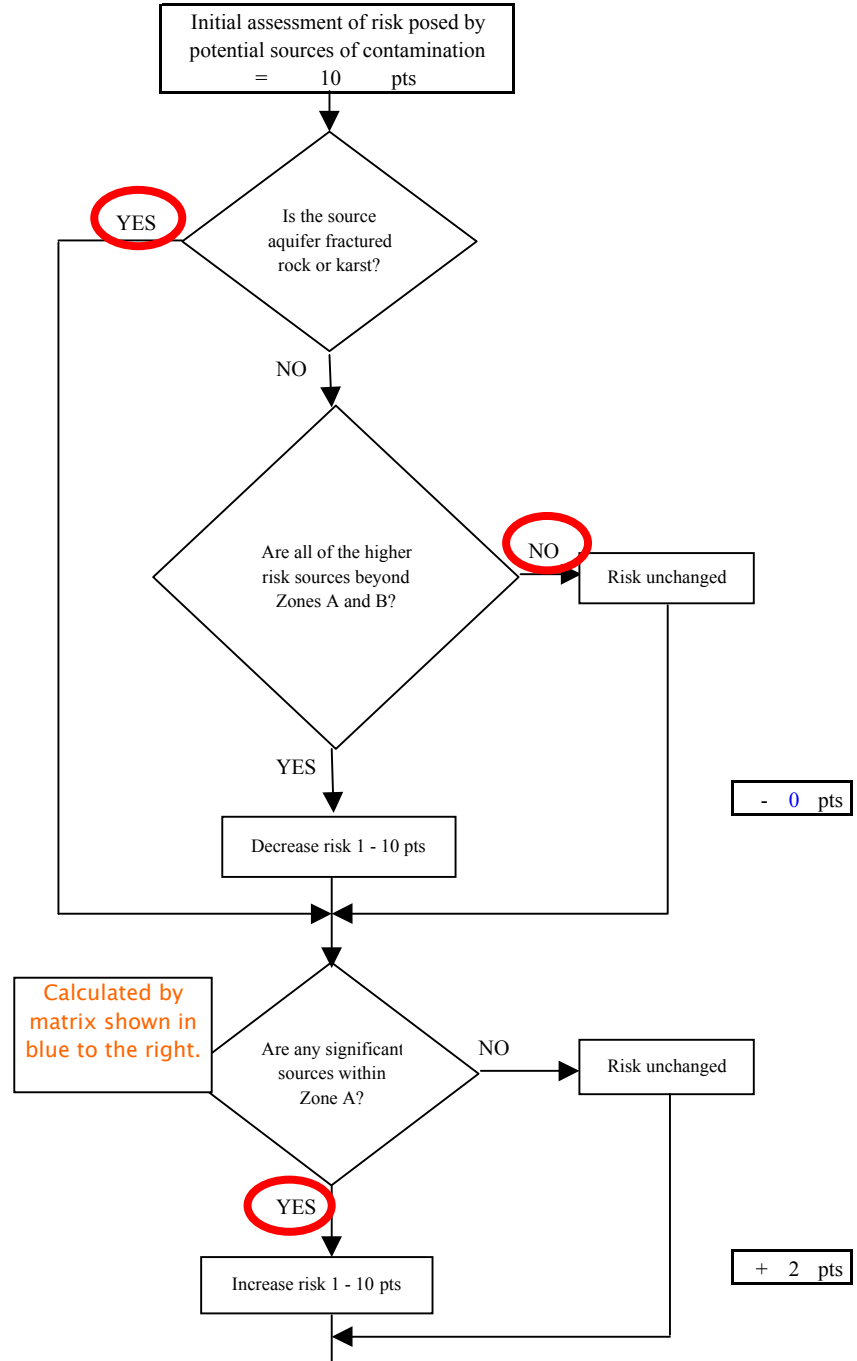 Initial assessment of risk posed by
potential sources of contamination
= 10 pts
YES
Is the source
aquifer fractured
rock or karst?
NO
Are all of the higher
risk sources beyond
Zones A and B?
NO
Risk unchanged
YES
- 0 pts
Decrease risk 1 - 10 pts
Calculated by
matrix shown in
blue to the right.
Are any significant
sources within
Zone A?
NO
Risk unchanged
YES
+ 2 pts
Increase risk 1 - 10 pts